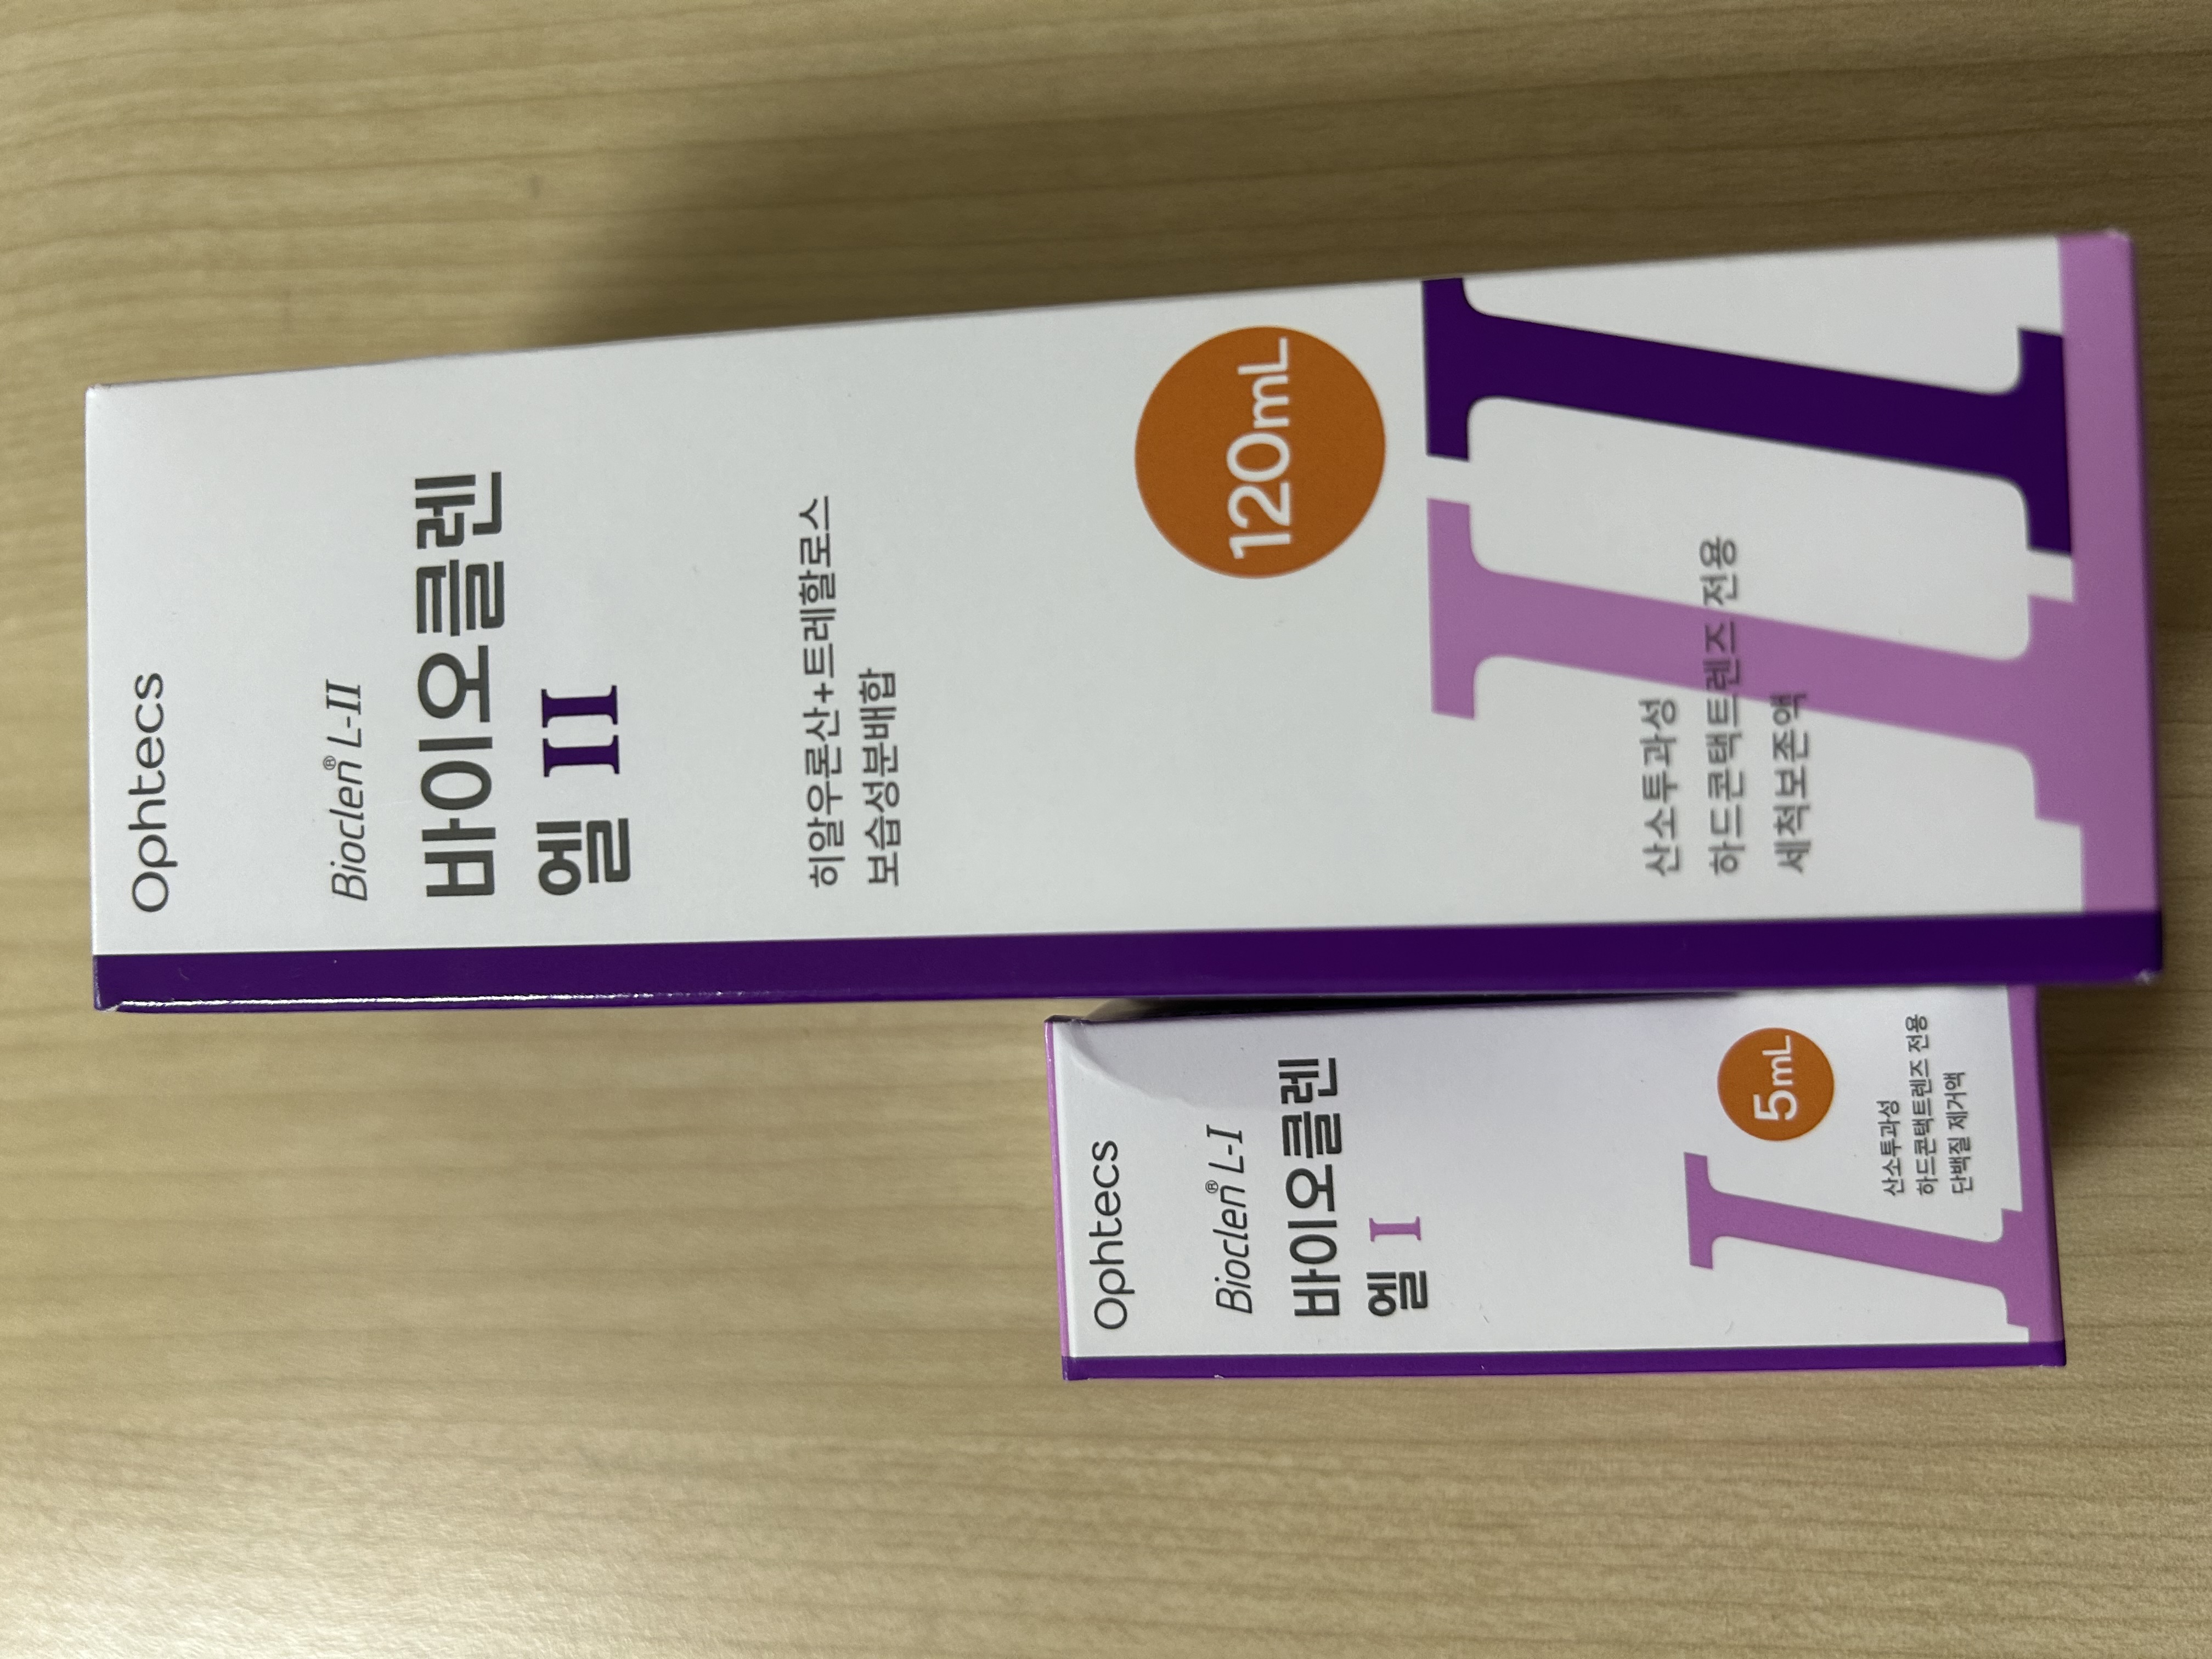 Ophtecs
Bioclen® L-II
바이오클렌
엘 II
히알우론산+트레할로스
보습성분배합
120mL
산소투과성
하드콘택트렌즈 전용
세척보존액
Ophtecs
Bioclen® L-I
바이오클렌
엘 I
5mL
산소투과성
하드콘택트렌즈 전용
단백질 제거액